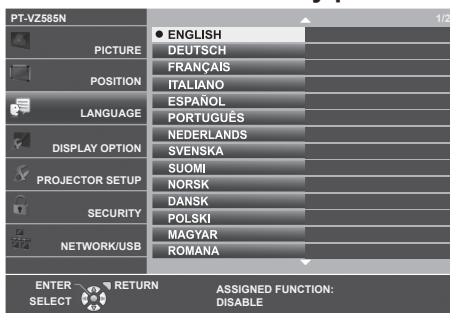 PT-VZ585N 1/2
PICTURE
POSITION
LANGUAGE
DISPLAY OPTION
PROJECTOR SETUP
SECURITY
NETWORK/USB
ENGLISH
DEUTSCH
FRANÇAIS
ITALIANO
ESPAÑOL
PORTUGUÊS
NEDERLANDS
SVENSKA
SUOMI
NORSK
DANSK
POLSKI
MAGYAR
ROMANA
ENTER RETURN
SELECT
ASSIGNED FUNCTION:
DISABLE